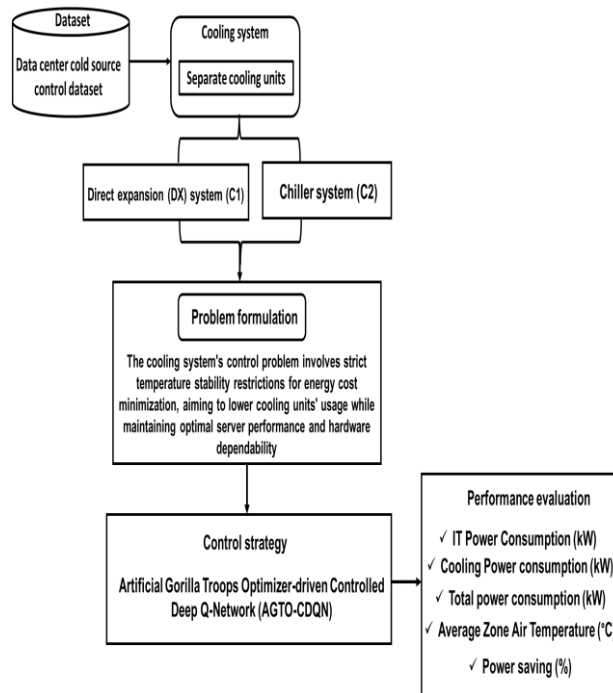 Dataset
Data center cold source
control dataset
Cooling system
Separate cooling units
Direct expansion (DX) system (C1)
Chiller system (C2)
Problem formulation
The cooling system's control problem involves strict
temperature stability restrictions for energy cost
minimization, aiming to lower cooling units' usage while
maintaining optimal server performance and hardware
dependability
Control strategy
Artificial Gorilla Troops Optimizer-driven Controlled
Deep Q-Network (AGTO-CDQN)
Performance evaluation
✓ IT Power Consumption (kW)
✓ Cooling Power consumption (kW)
✓ Total power consumption (kW)
✓ Average Zone Air Temperature (°C)
✓ Power saving (%)